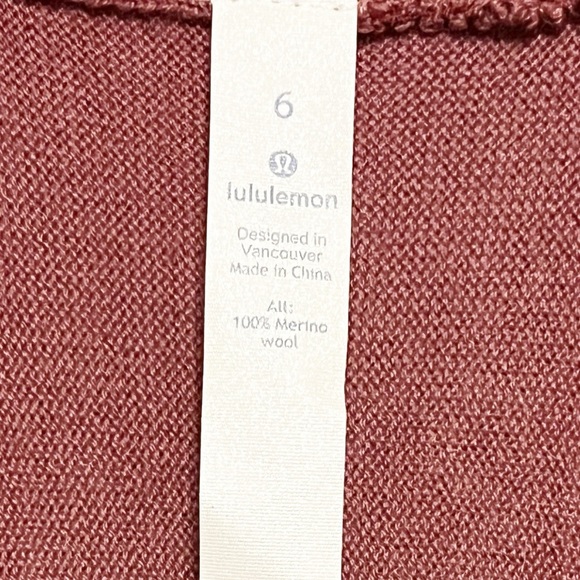 6
lululemon
Designed in
Vancouver
Made in China
All:
100% Merino
wool